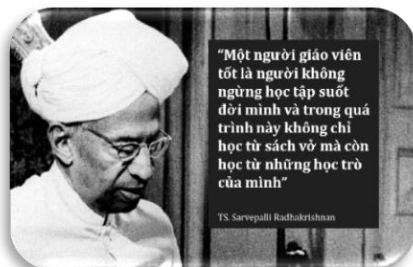 “Một người giáo viên
tốt là người không
ngừng học tập suốt
đời mình và trong quá
trình này không chỉ
học từ sách vở mà còn
học từ những học trò
của mình”
TS. Sarvepalli Radhakrishnan